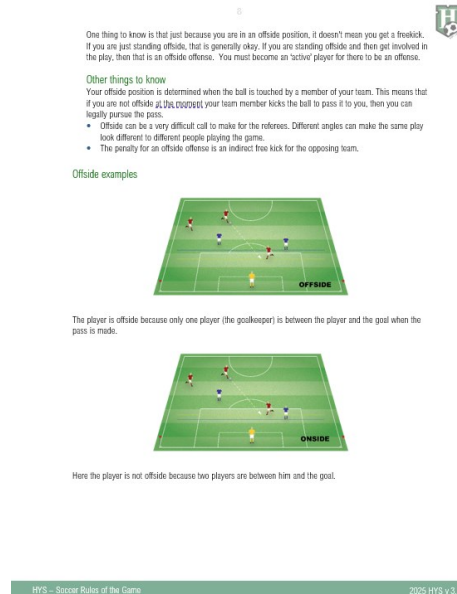 6
One thing to know is that just because you are in an offside position, it doesn't mean you get a freekick.
If you are just standing offside, that is generally okay. If you are standing offside and then get involved in
the play, then that is an offside offense. You must become an 'active' player for there to be an offense.
Other things to know
Your offside position is determined when the ball is touched by a member of your team. This means that
if you are not offside at the moment your team member kicks the ball to pass it to you, then you can
legally pursue the pass.
• Offside can be a very difficult call to make for the referees. Different angles can make the same play
look different to different people playing the game.
• The penalty for an offside offense is an indirect free kick for the opposing team.
Offside examples
OFFSIDE
The player is offside because only one player (the goalkeeper) is between the player and the goal when the
pass is made.
ONSIDE
Here the player is not offside because two players are between him and the goal.
HYS – Soccer Rules of the Game 2025 HYS v 3.